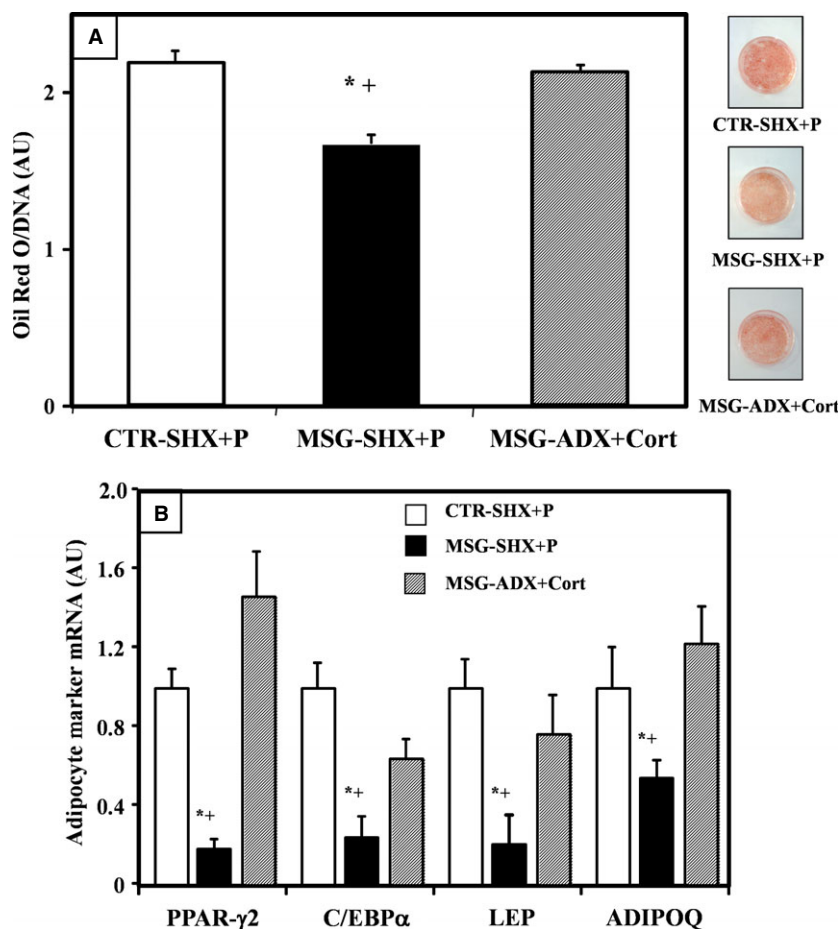 A
Oil Red O/DNA (AU)
2
1
0
* +
CTR-SHX+P MSG-SHX+P MSG-ADX+Cort
CTR-SHX+P
MSG-SHX+P
MSG-ADX+Cort
B
Adipocyte marker mRNA (AU)
2.0
1.6
1.2
0.8
0.4
0
CTR-SHX+P
MSG-SHX+P
MSG-ADX+Cort
*+ *+ *+ *+
PPAR-γ2 C/EBPα LEP ADIPOQ